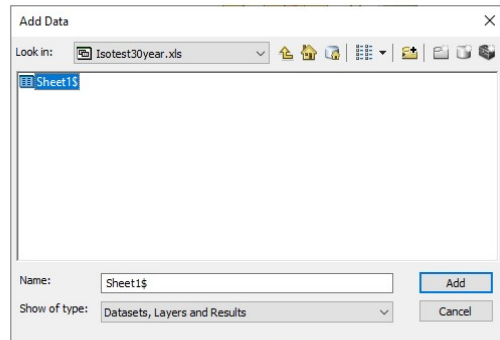 Add Data
Look in: Isotest30year.xls
Sheet1$
Name: Sheet1$ Add
Show of type: Datasets, Layers and Results Cancel